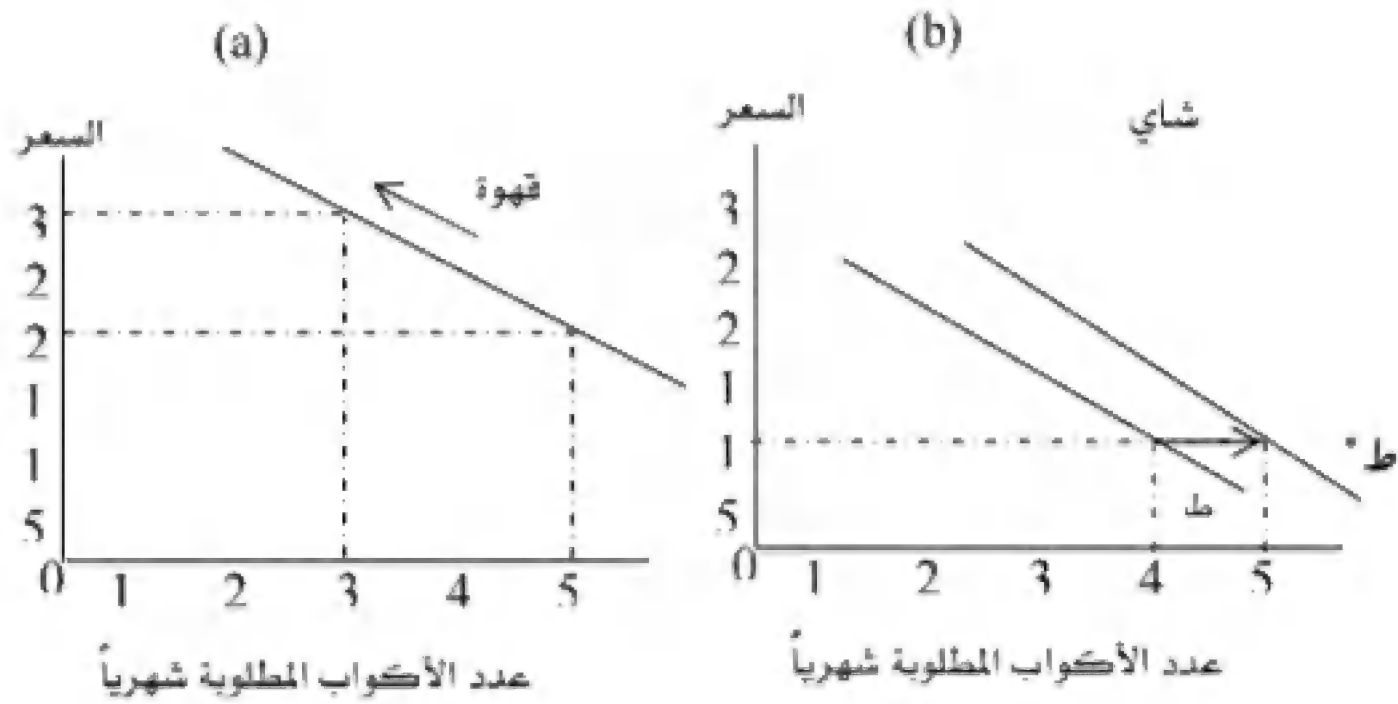 (a)
السعر
قهوة
3
2
2
1
1
.5
0 1 2 3 4 5
عدد الأكواب المطلوبة شهرياً
(b)
السعر
شاي
3
2
2
1
1
.5
ط
ط°
0 1 2 3 4 5
عدد الأكواب المطلوبة شهرياً